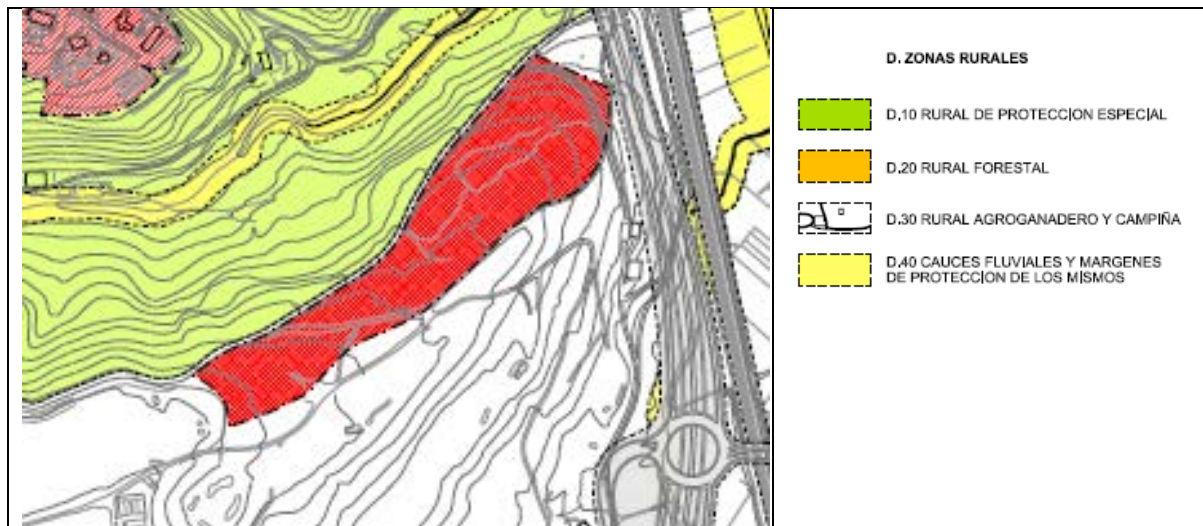 D. ZONAS RURALES
D.10 RURAL DE PROTECCION ESPECIAL
D.20 RURAL FORESTAL
D.30 RURAL AGROGANADERO Y CAMPIÑA
D.40 CAUCES FLUVIALES Y MARGENES
DE PROTECCION DE LOS MISMOS